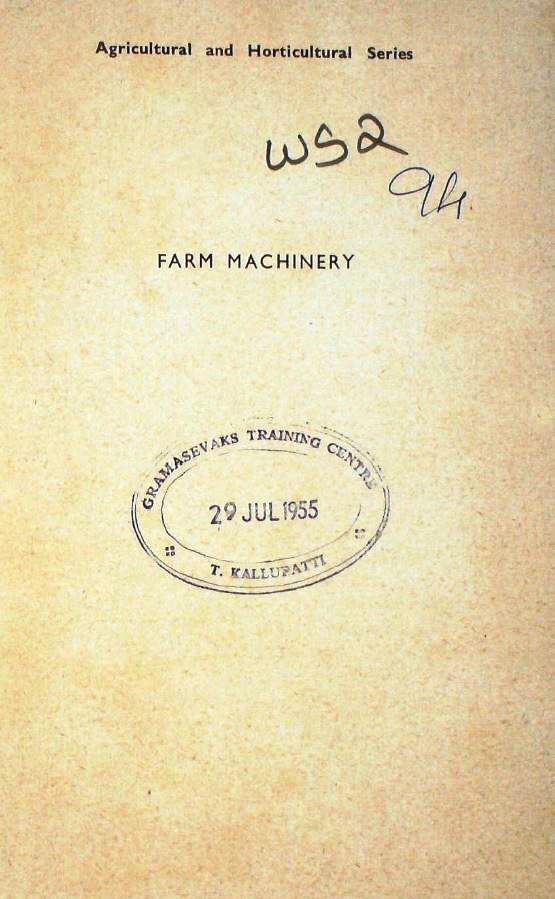 Agricultural and Horticultural Series
WS2
94.
FARM MACHINERY
GRAMASEVAKS TRAINING CENTRE
29 JUL 1955
T. KALLUPATTI